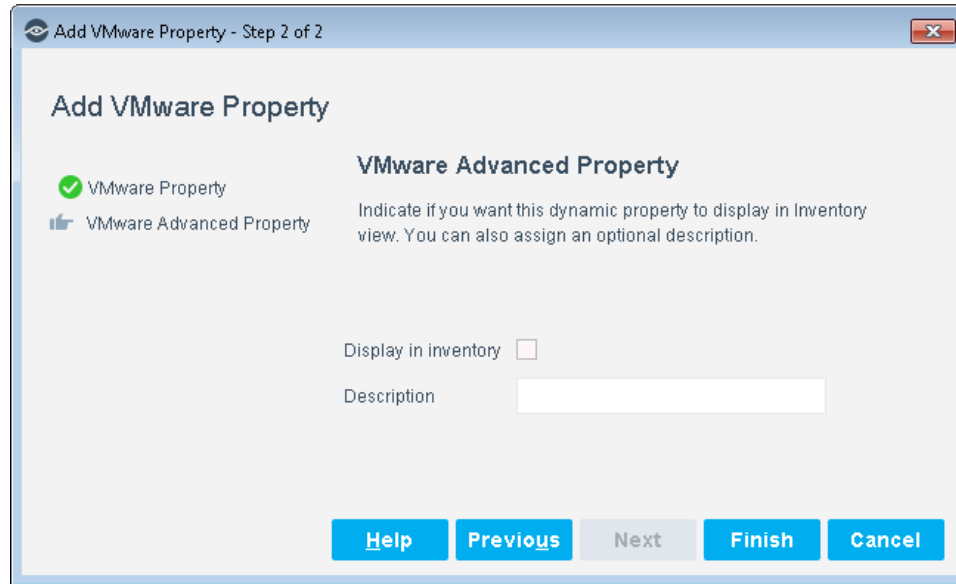 Add VMware Property - Step 2 of 2
Add VMware Property
VMware Property
VMware Advanced Property
VMware Advanced Property
Indicate if you want this dynamic property to display in Inventory
view. You can also assign an optional description.
Display in inventory
Description
Help Previous Next Finish Cancel